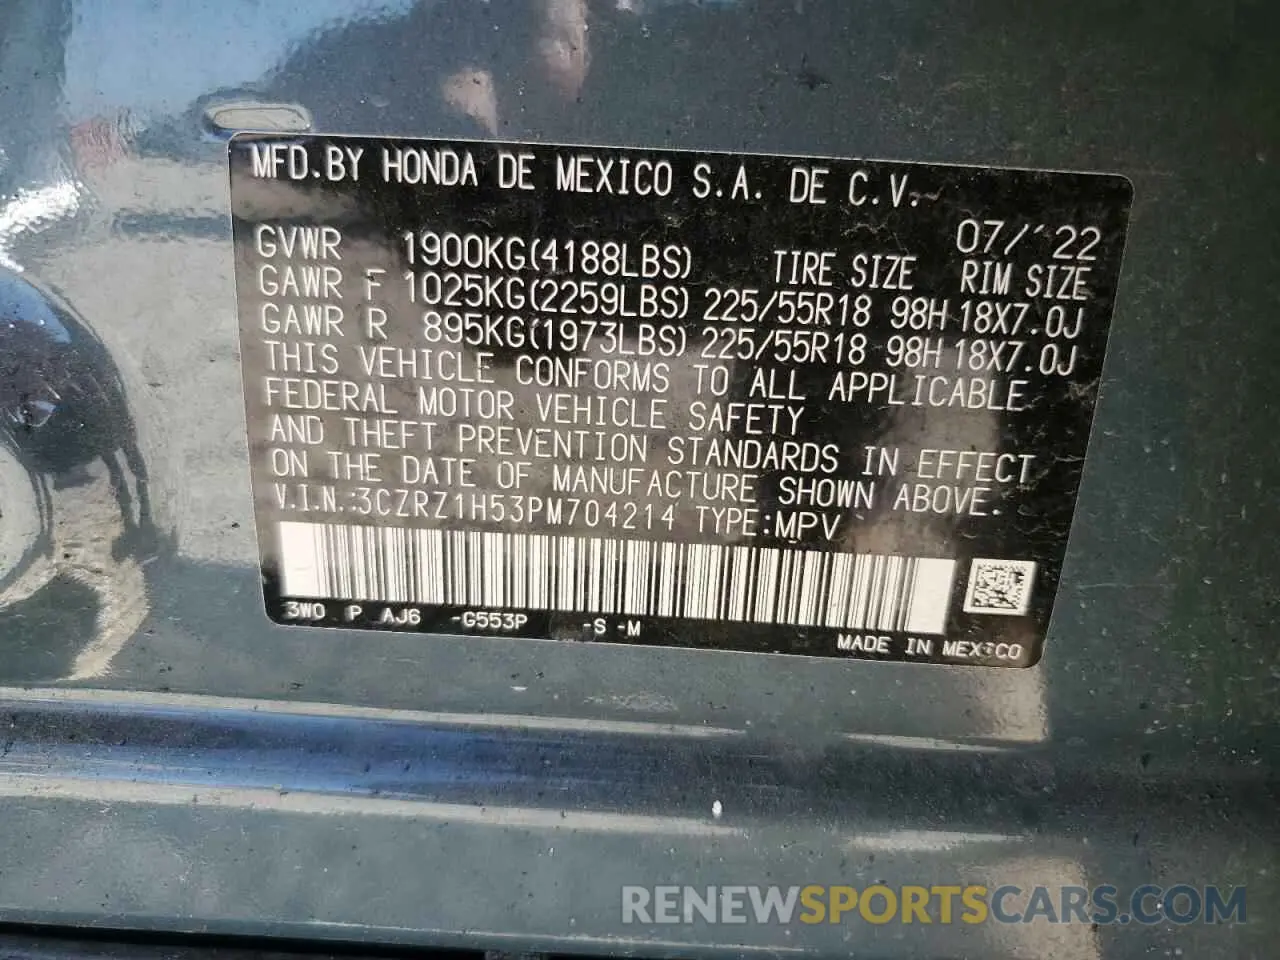 MFD. BY HONDA DE MEXICO S.A. DE C.V.
07/'22
GVWR 1900KG(4188LBS) TIRE SIZE RIM SIZE
GAWR F 1025KG(2259LBS) 225/55R18 98H 18X7.0J
GAWR R 895KG(1973LBS) 225/55R18 98H 18X7.0J
THIS VEHICLE CONFORMS TO ALL APPLICABLE
FEDERAL MOTOR VEHICLE SAFETY
AND THEFT PREVENTION STANDARDS IN EFFECT
ON THE DATE OF MANUFACTURE SHOWN ABOVE.
V.I.N.:3CZRZ1H53PM704214 TYPE:MPV
3WO P AJ6 -G553P -S -M
MADE IN MEXICO
RENEWSPORTSCARS.COM